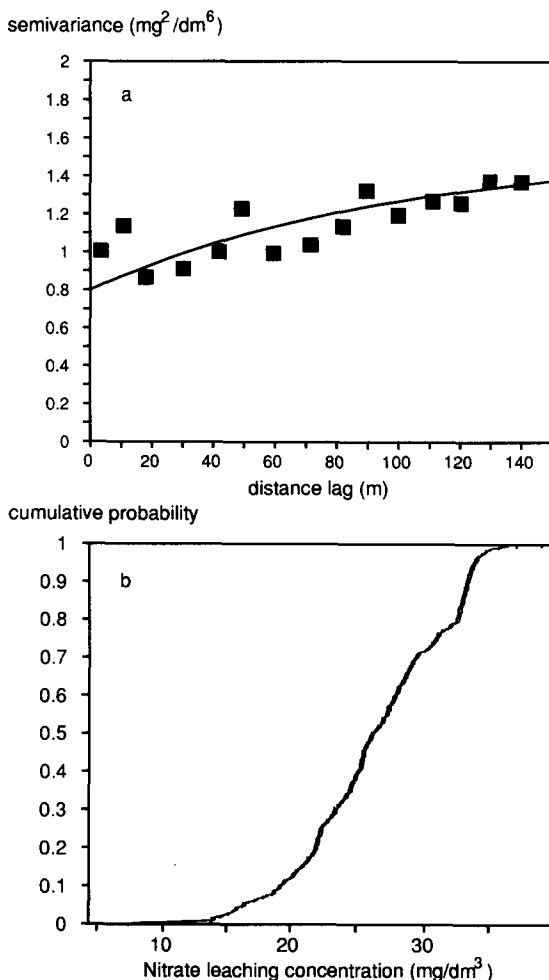 semivariance (mg²/dm⁶)
2
1.8
1.6
1.4
1.2
1
0.8
0.6
0.4
0.2
0
a
0 20 40 60 80 100 120 140
distance lag (m)
cumulative probability
1
0.9
0.8
0.7
0.6
0.5
0.4
0.3
0.2
0.1
0
b
10 20 30
Nitrate leaching concentration (mg/dm³)